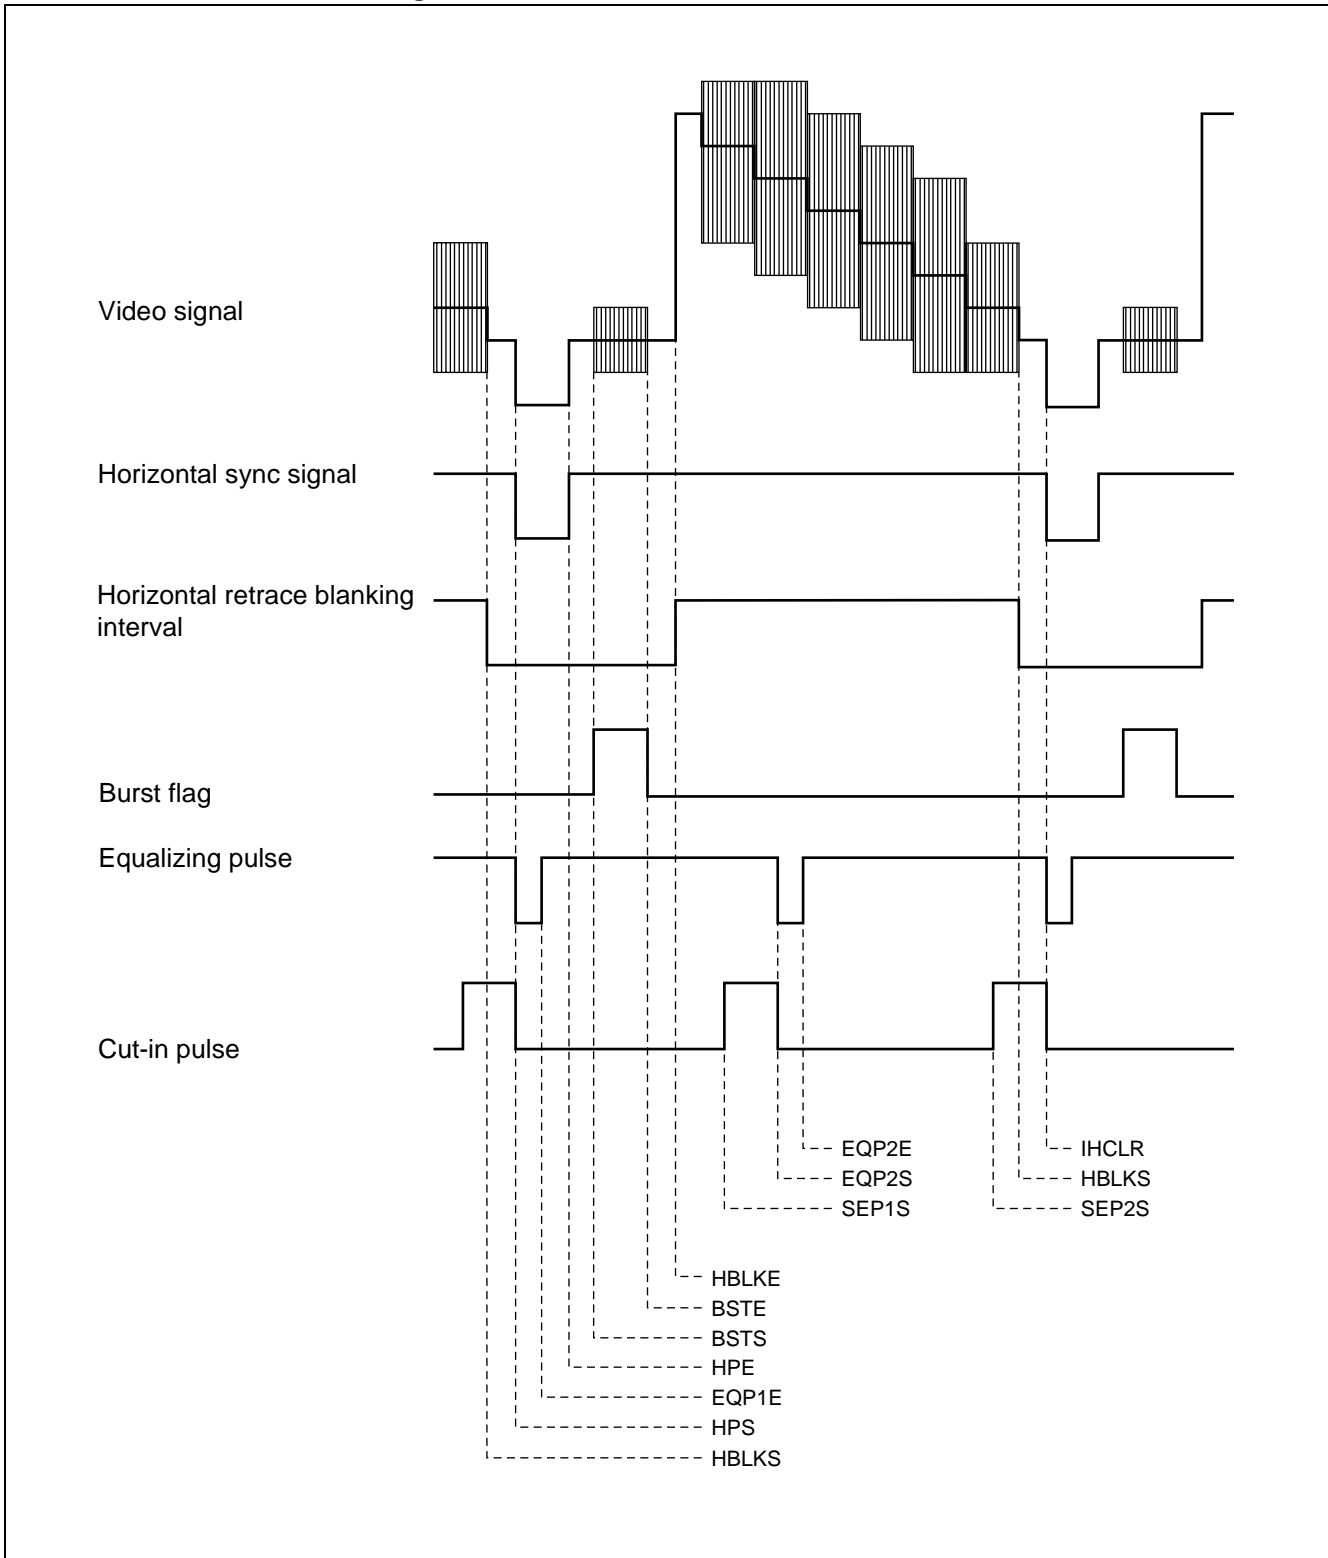 Video signal
Horizontal sync signal
Horizontal retrace blanking
interval
Burst flag
Equalizing pulse
Cut-in pulse
EQP2E
EQP2S
SEP1S
IHCLR
HBLKS
SEP2S
HBLKE
BSTE
BSTS
HPE
EQP1E
HPS
HBLKS